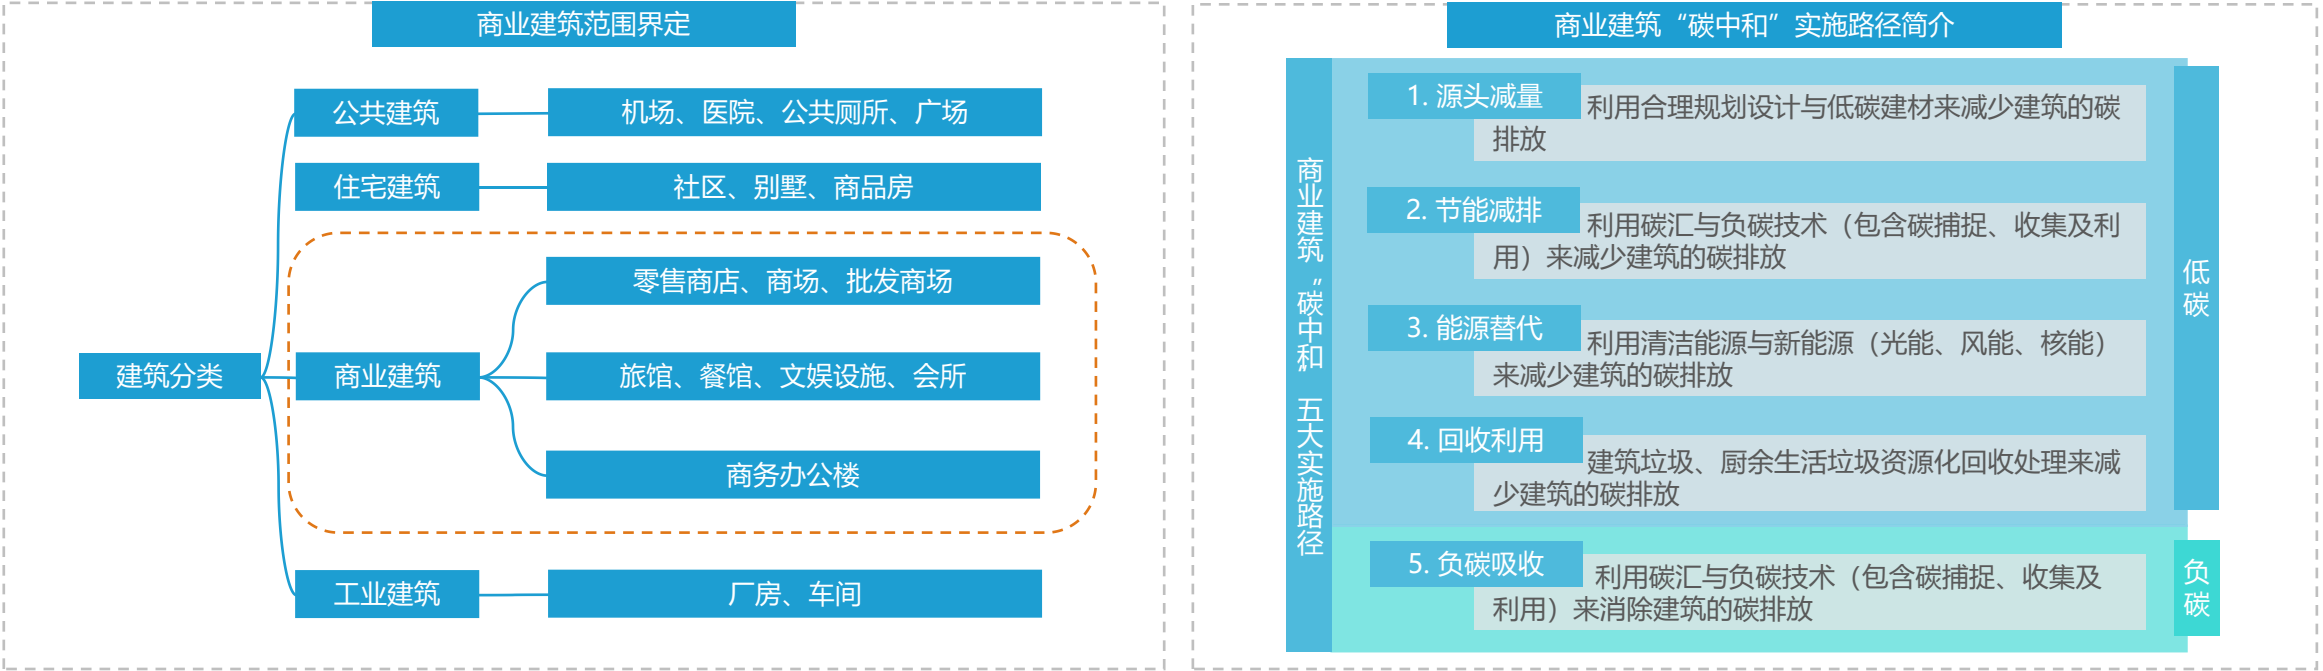 商业建筑范围界定
公共建筑
机场、医院、公共厕所、广场
住宅建筑
社区、别墅、商品房
零售商店、商场、批发商场
建筑分类
商业建筑
旅馆、餐馆、文娱设施、会所
商务办公楼
工业建筑
厂房、车间
商业建筑“碳中和”实施路径简介
商业建筑“碳中和”五大实施路径
1. 源头减量
利用合理规划设计与低碳建材来减少建筑的碳
排放
2. 节能减排
利用碳汇与负碳技术（包含碳捕捉、收集及利
用）来减少建筑的碳排放
3. 能源替代
利用清洁能源与新能源（光能、风能、核能）
来减少建筑的碳排放
4. 回收利用
建筑垃圾、厨余生活垃圾资源化回收处理来减
少建筑的碳排放
5. 负碳吸收
利用碳汇与负碳技术（包含碳捕捉、收集及
利用）来消除建筑的碳排放
低碳
负碳